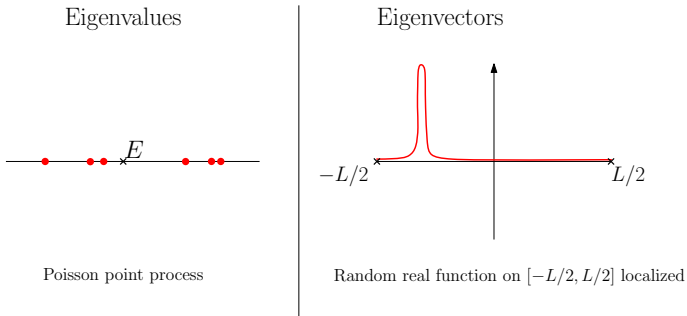 Eigenvalues
E
Poisson point process
Eigenvectors
−L/2
L/2
Random real function on [−L/2, L/2] localized